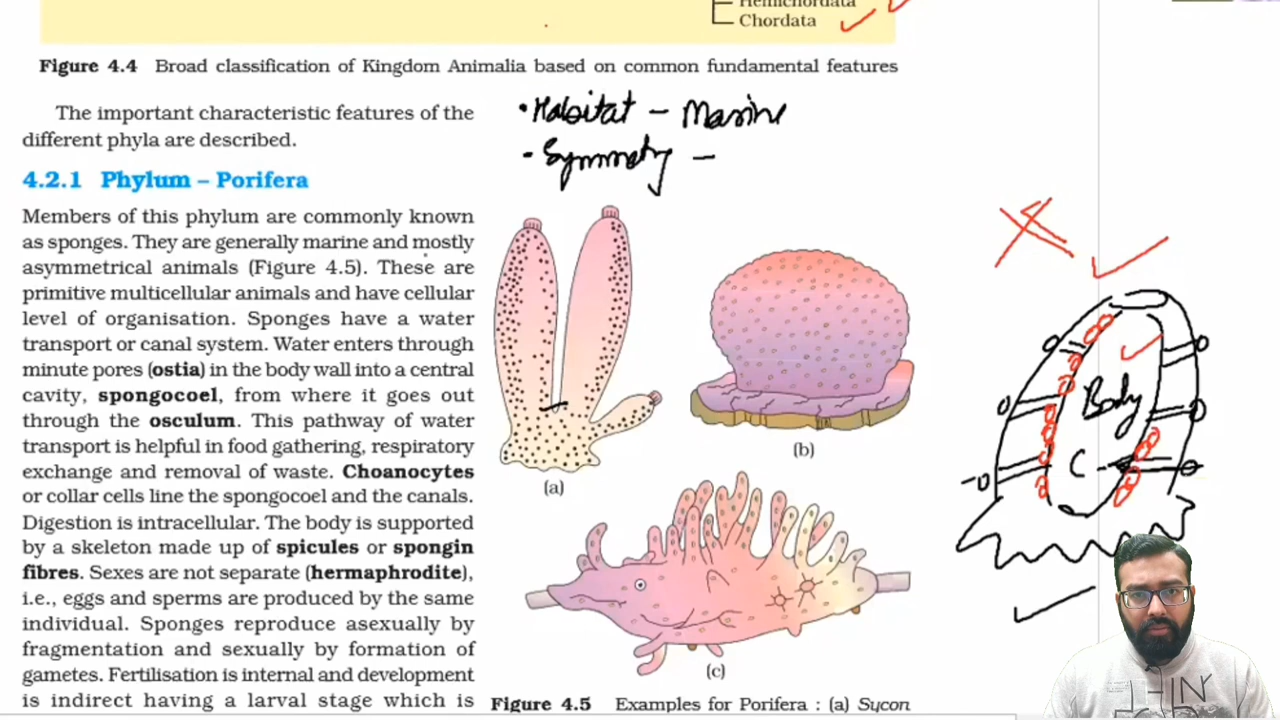 Hemichordata
Chordata
Figure 4.4 Broad classification of Kingdom Animalia based on common fundamental features
The important characteristic features of the
different phyla are described.
• Habitat – Marine
- Symmetry –
4.2.1 Phylum – Porifera
Members of this phylum are commonly known
as sponges. They are generally marine and mostly
asymmetrical animals (Figure 4.5). These are
primitive multicellular animals and have cellular
level of organisation. Sponges have a water
transport or canal system. Water enters through
minute pores (ostia) in the body wall into a central
cavity, spongocoel, from where it goes out
through the osculum. This pathway of water
transport is helpful in food gathering, respiratory
exchange and removal of waste. Choanocytes
or collar cells line the spongocoel and the canals.
Digestion is intracellular. The body is supported
by a skeleton made up of spicules or spongin
fibres. Sexes are not separate (hermaphrodite),
i.e., eggs and sperms are produced by the same
individual. Sponges reproduce asexually by
fragmentation and sexually by formation of
gametes. Fertilisation is internal and development
is indirect having a larval stage which is
(a)
(b)
(c)
Figure 4.5 Examples for Porifera : (a) Sycon
Body
C